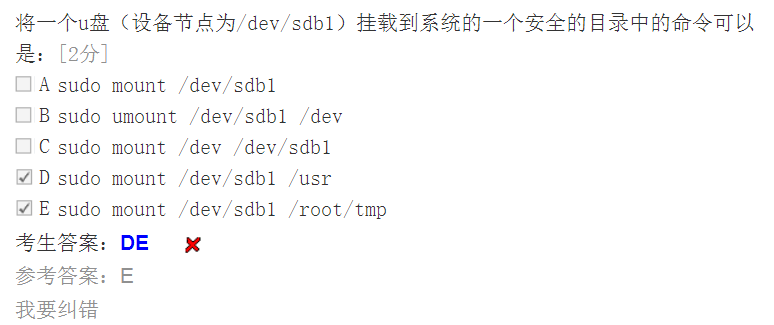 将一个u盘（设备节点为/dev/sdb1）挂载到系统的一个安全的目录中的命令可以
是：[2分]
A sudo mount /dev/sdb1
B sudo umount /dev/sdb1 /dev
C sudo mount /dev /dev/sdb1
D sudo mount /dev/sdb1 /usr
E sudo mount /dev/sdb1 /root/tmp
考生答案：DE
参考答案：E
我要纠错